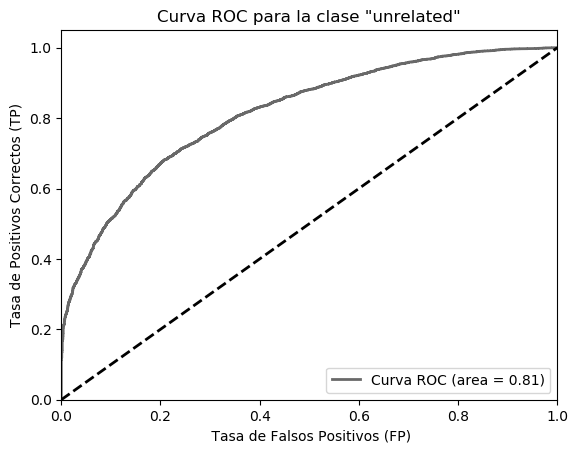 Curva ROC para la clase "unrelated"
Tasa de Positivos Correctos (TP)
1.0
0.8
0.6
0.4
0.2
0.0
0.0 0.2 0.4 0.6 0.8 1.0
Curva ROC (area = 0.81)
Tasa de Falsos Positivos (FP)